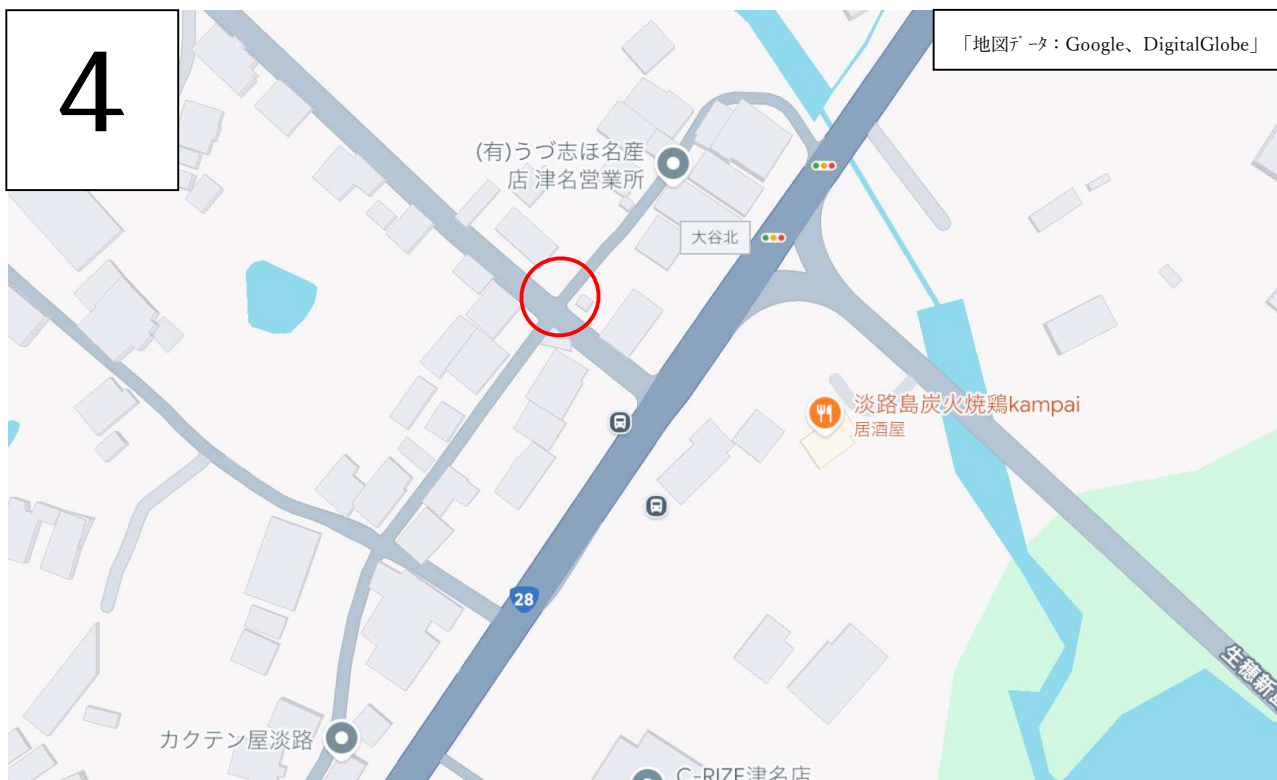 4
「地図ﾃﾞｰﾀ：Google、DigitalGlobe」
(有)うづ志ほ名産
店 津名営業所
大谷北
淡路島炭火焼鶏kampai
居酒屋
28
生穂新
カクテン屋淡路
C-RIZE津名店